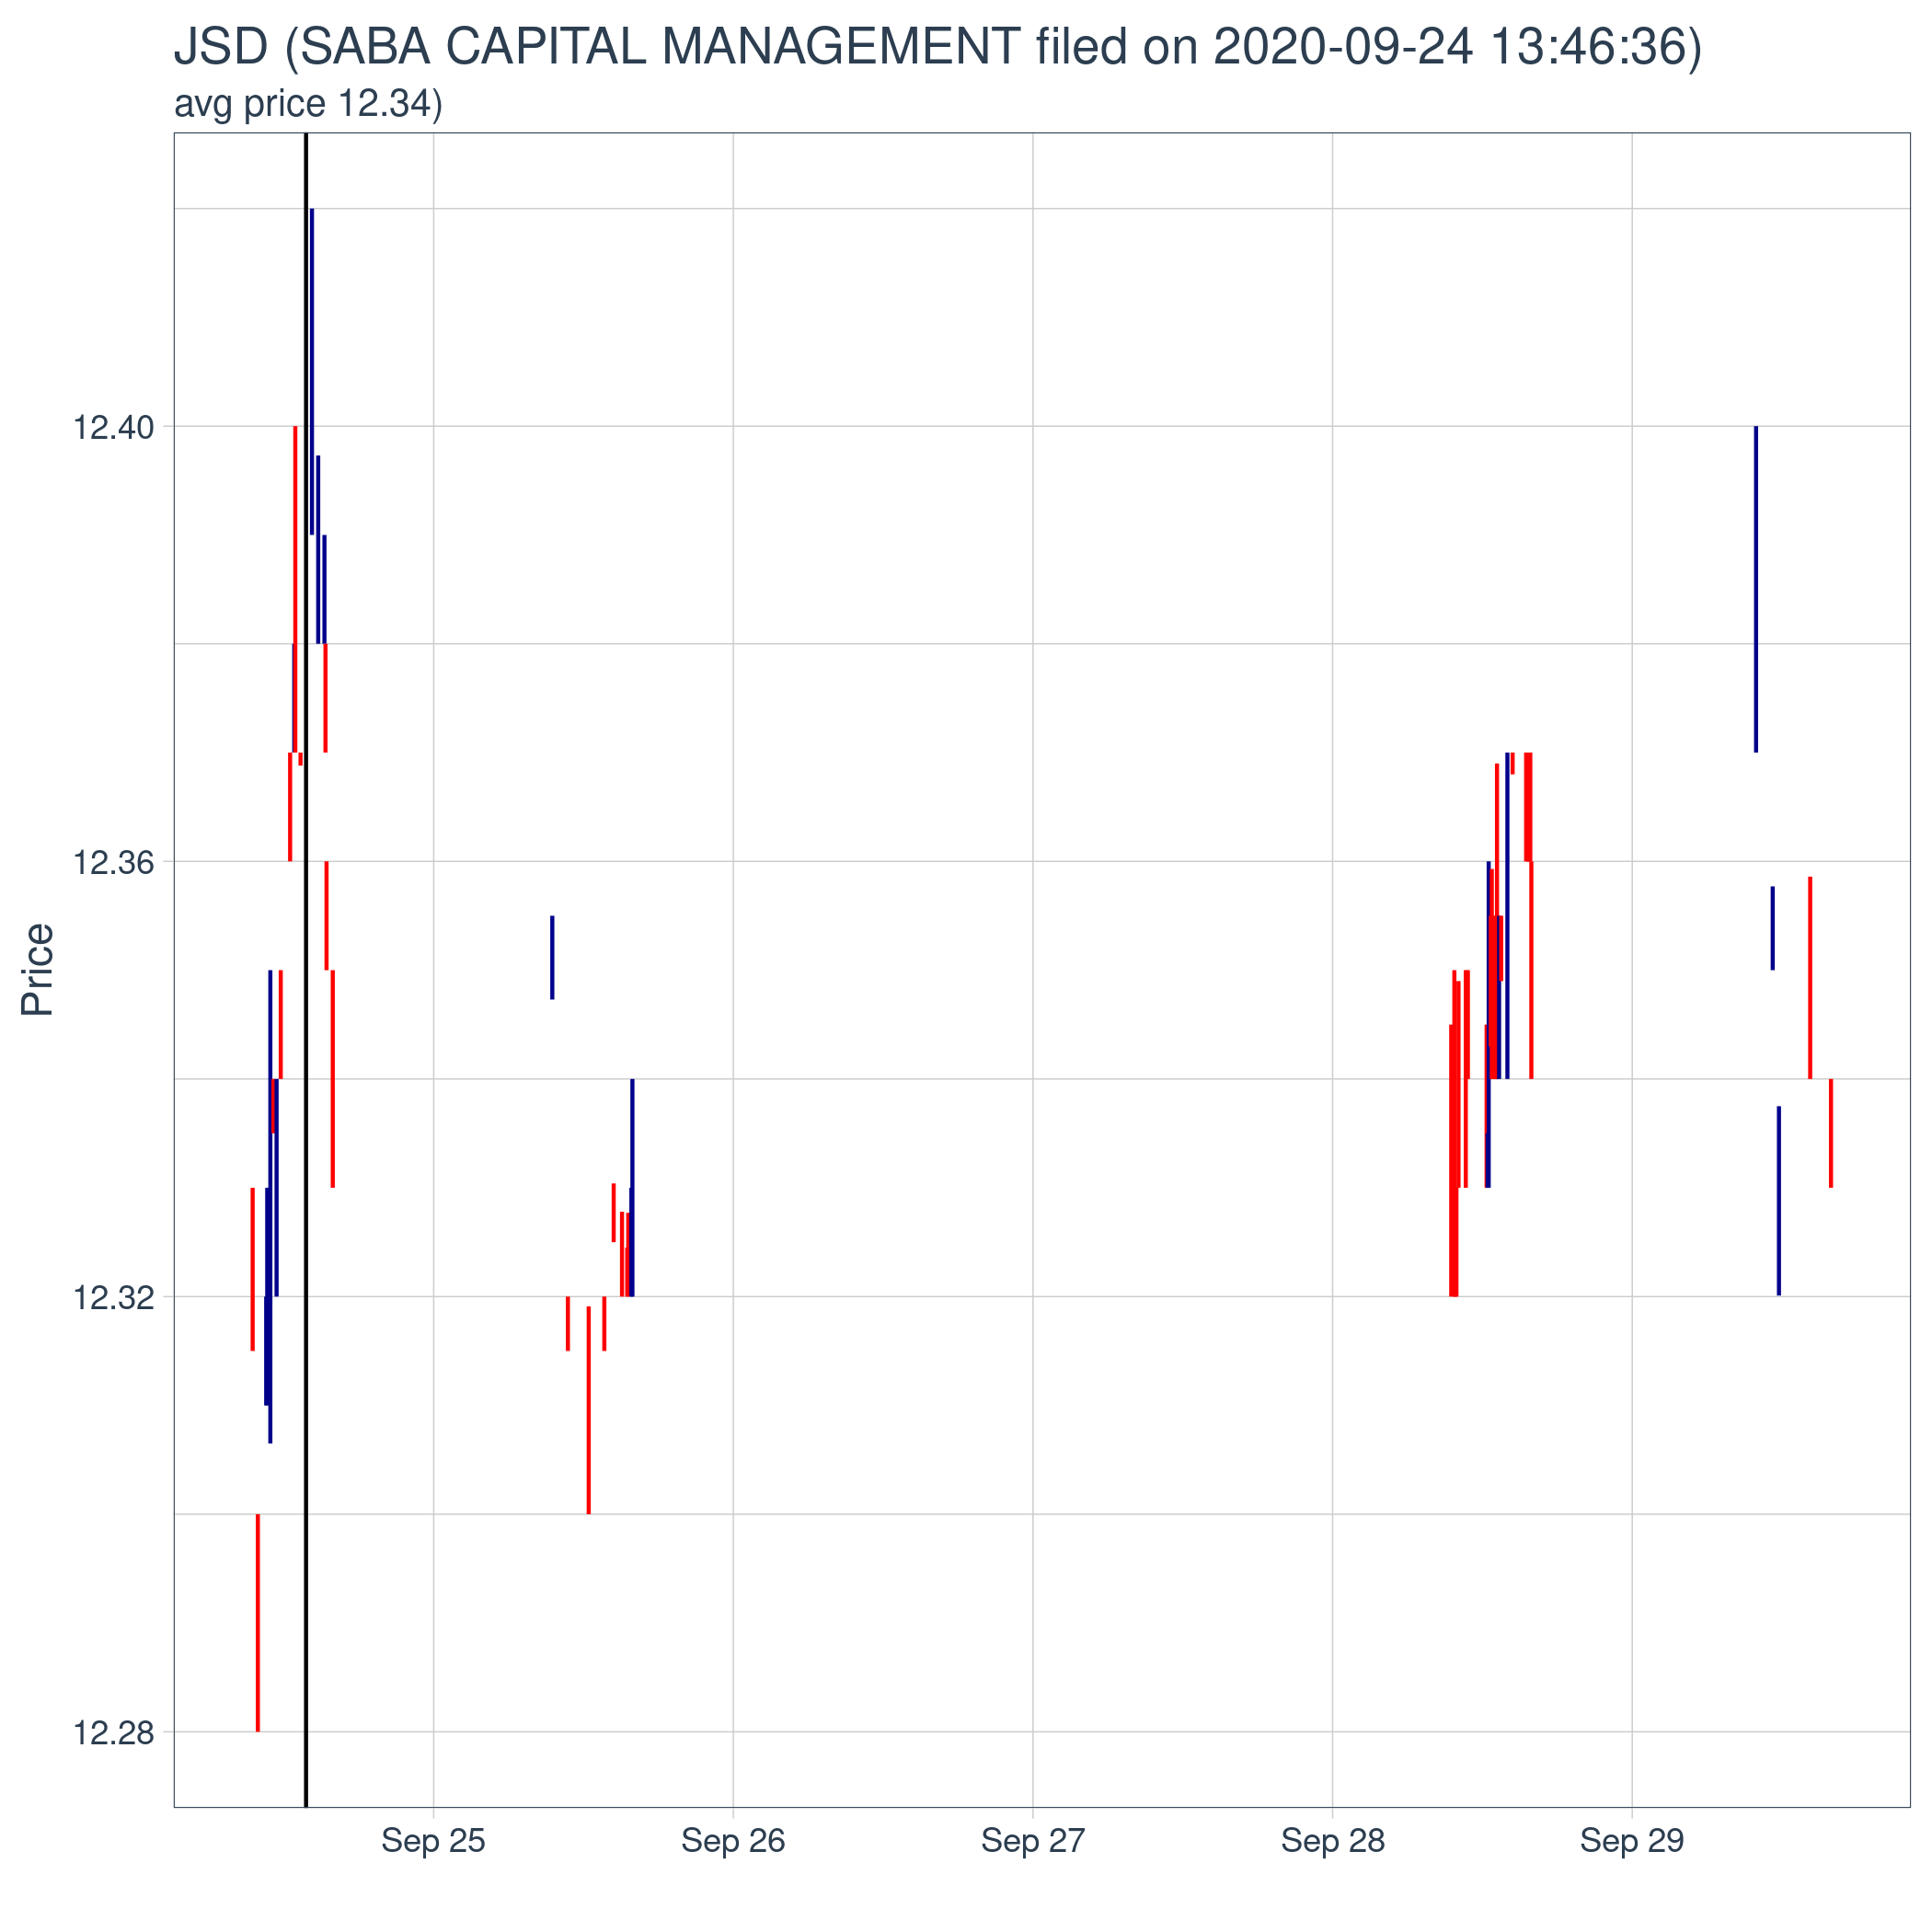 JSD (SABA CAPITAL MANAGEMENT filed on 2020-09-24 13:46:36)
avg price 12.34)
12.40
12.36
Price
12.32
12.28
Sep 25 Sep 26 Sep 27 Sep 28 Sep 29